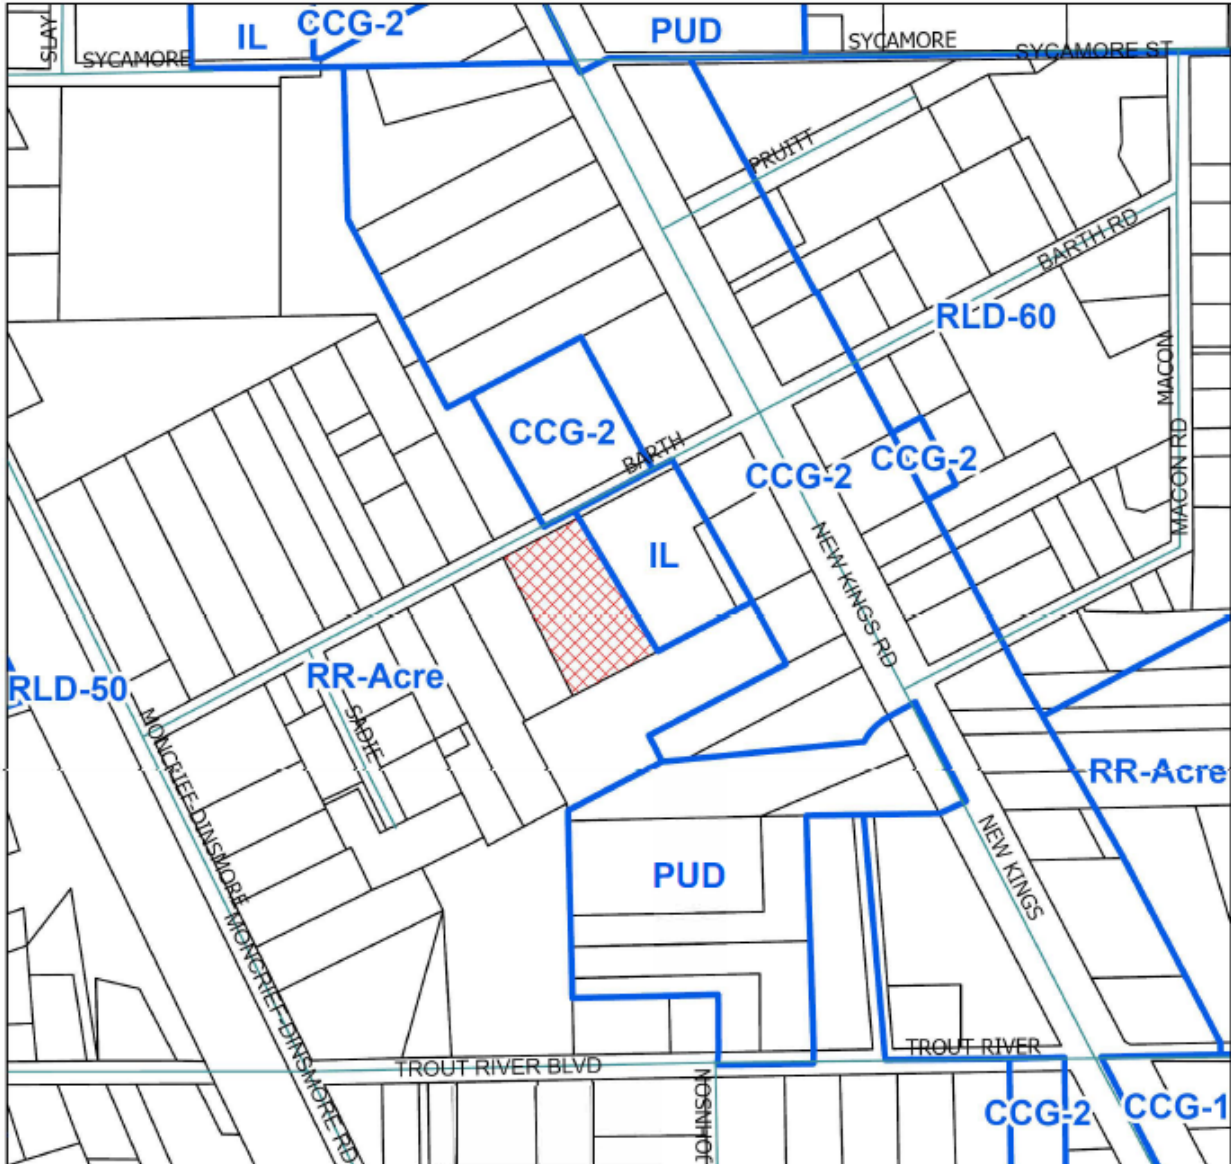 SLAY
IL
CCG-2
PUD
SYCAMORE
SYCAMORE
SYCAMORE ST
PRUITT
BARTH RD
RLD-60
MACON
CCG-2
BARTH
CCG-2
CCG-2
MACON RD
IL
NEW KINGS RD
RR-Acre
RLD-50
SADIE
MONCRIEF-DINSMORE
RR-Acre
NEW KINGS
PUD
MONCRIEF-DINSMORE RD
TROUT RIVER
TROUT RIVER BLVD
JOHNSON
CCG-2
CCG-1